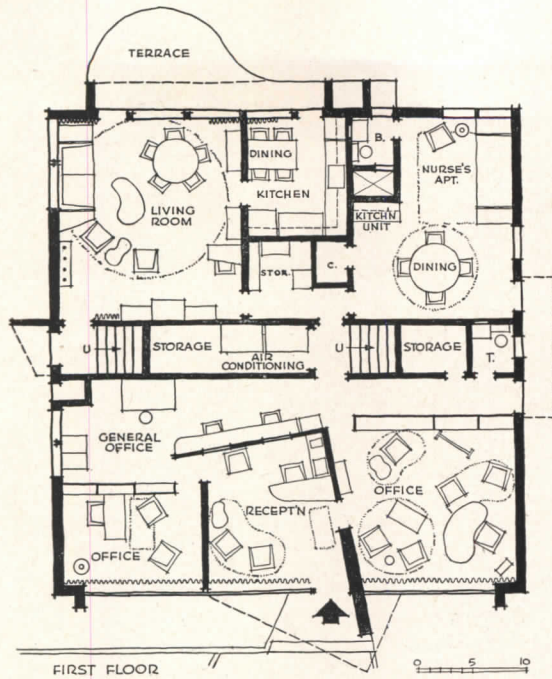 TERRACE
B.
DINING
NURSE'S
APT.
KITCHEN
LIVING
ROOM
KITCH'N
UNIT
STOR.
C.
DINING
U
STORAGE
AIR
CONDITIONING
U
STORAGE
T.
GENERAL
OFFICE
OFFICE
RECEPT'N
OFFICE
FIRST FLOOR
0 5 10